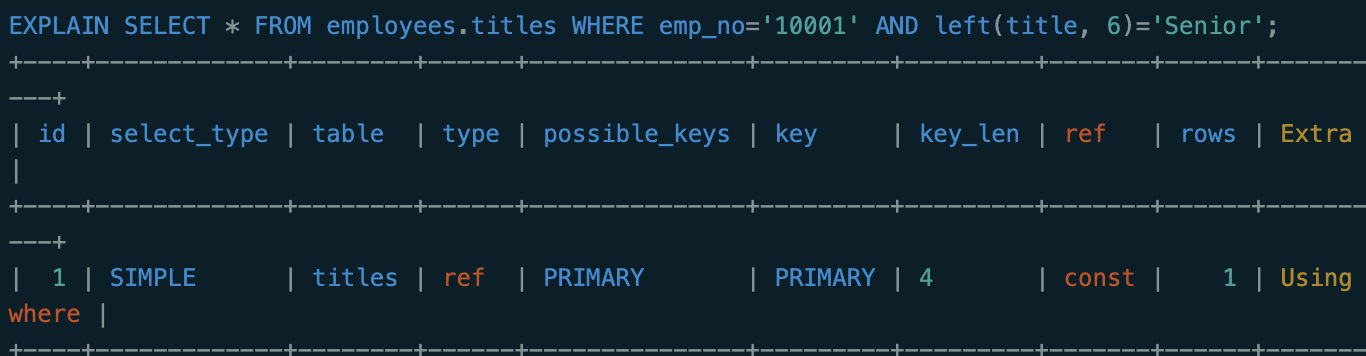 EXPLAIN SELECT * FROM employees.titles WHERE emp_no='10001' AND left(title, 6)='Senior';
+----+-------------+--------+------+---------------+---------+---------+-------+------+-------
---+
| id | select_type | table  | type | possible_keys | key     | key_len | ref   | rows | Extra
|
+----+-------------+--------+------+---------------+---------+---------+-------+------+-------
---+
|  1 | SIMPLE      | titles | ref  | PRIMARY       | PRIMARY | 4       | const |    1 | Using
where |
+----+-------------+--------+------+---------------+---------+---------+-------+------+-------